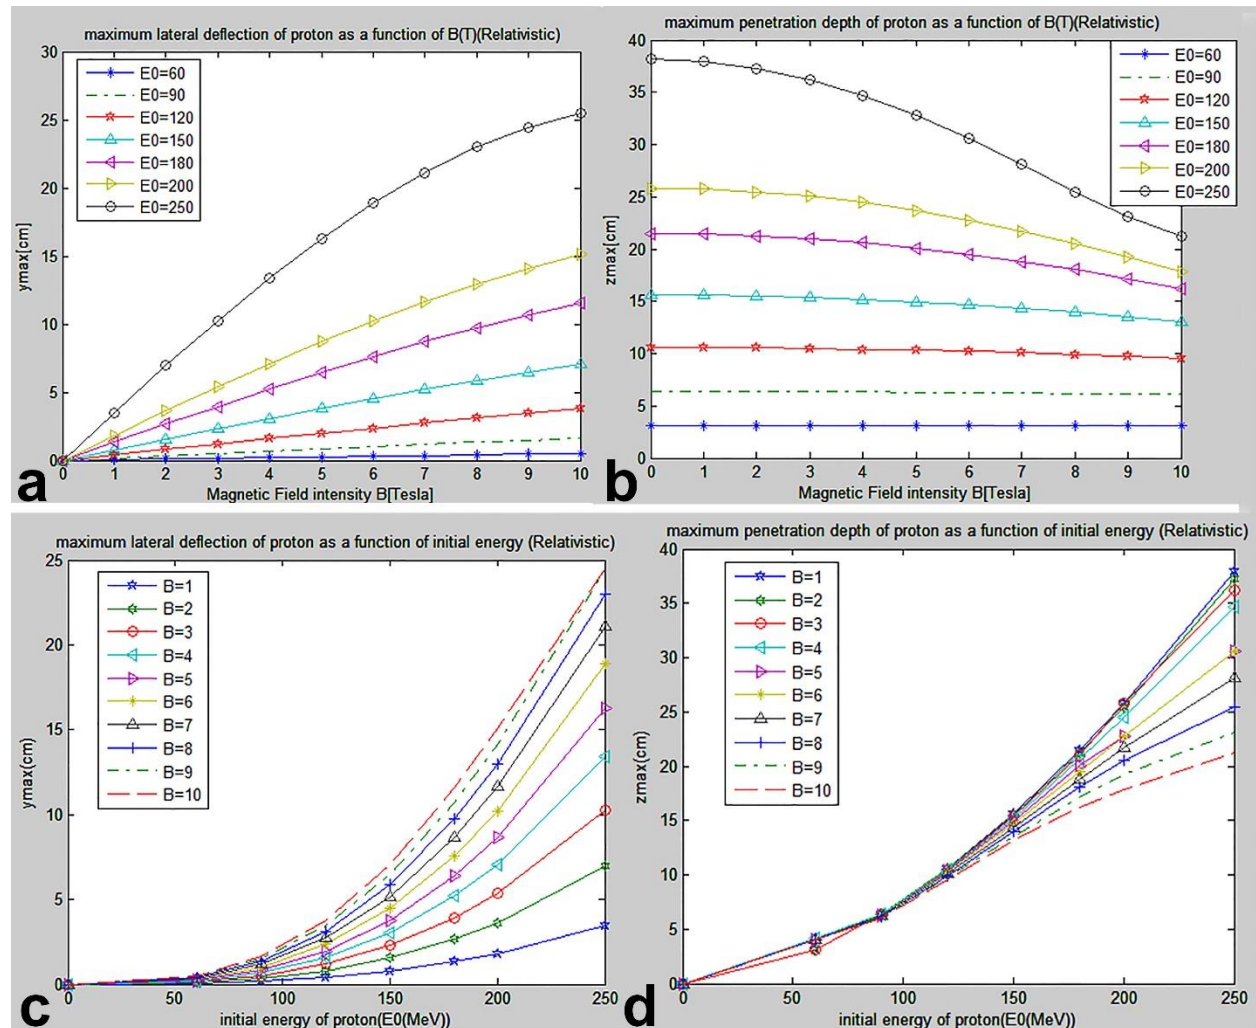 maximum lateral deflection of proton as a function of B(T)(Relativistic)
30
25
20
15
10
5
0
ymax[cm]
E0=60
E0=90
E0=120
E0=150
E0=180
E0=200
E0=250
0 1 2 3 4 5 6 7 8 9 10
Magnetic Field intensity B[Tesla]
a
maximum penetration depth of proton as a function of B(T)(Relativistic)
40
35
30
25
20
15
10
5
0
zmax[cm]
E0=60
E0=90
E0=120
E0=150
E0=180
E0=200
E0=250
0 1 2 3 4 5 6 7 8 9 10
Magnetic Field intensity B[Tesla]
b
maximum lateral deflection of proton as a function of initial energy (Relativistic)
25
20
15
10
5
0
ymax(cm)
B=1
B=2
B=3
B=4
B=5
B=6
B=7
B=8
B=9
B=10
0 50 100 150 200 250
initial energy of proton(E0(MeV))
c
maximum penetration depth of proton as a function of initial energy (Relativistic)
40
35
30
25
20
15
10
5
0
zmax(cm)
B=1
B=2
B=3
B=4
B=5
B=6
B=7
B=8
B=9
B=10
0 50 100 150 200 250
initial energy of proton(E0(MeV))
d